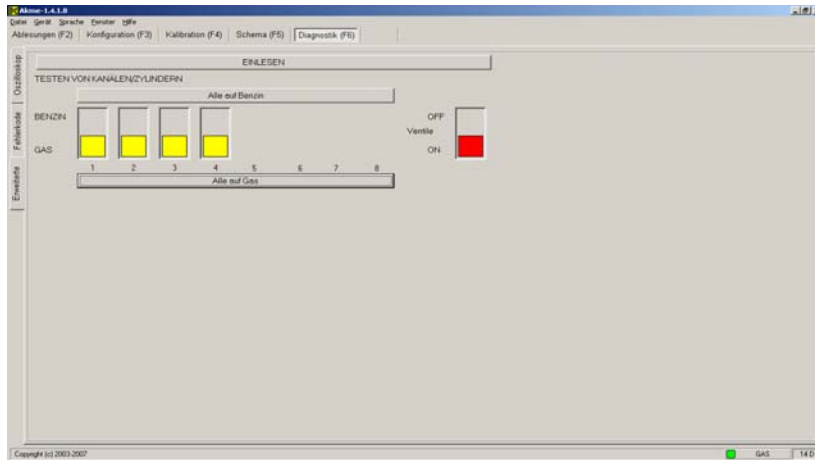 Akme-1.4.1.8
Datei Gerät Sprache Fenster Hilfe
Ablesungen (F2) Konfiguration (F3) Kalibration (F4) Schema (F5) Diagnostik (F6)
Oszilloskop
Fehlerkode
Erweiterte
EINLESEN
TESTEN VON KANÄLEN/ZYLINDERN
Alle auf Benzin
BENZIN
GAS
OFF
Ventile
ON
1 2 3 4 5 6 7 8
Alle auf Gas
Copyright (c) 2003-2007
GAS
14 D